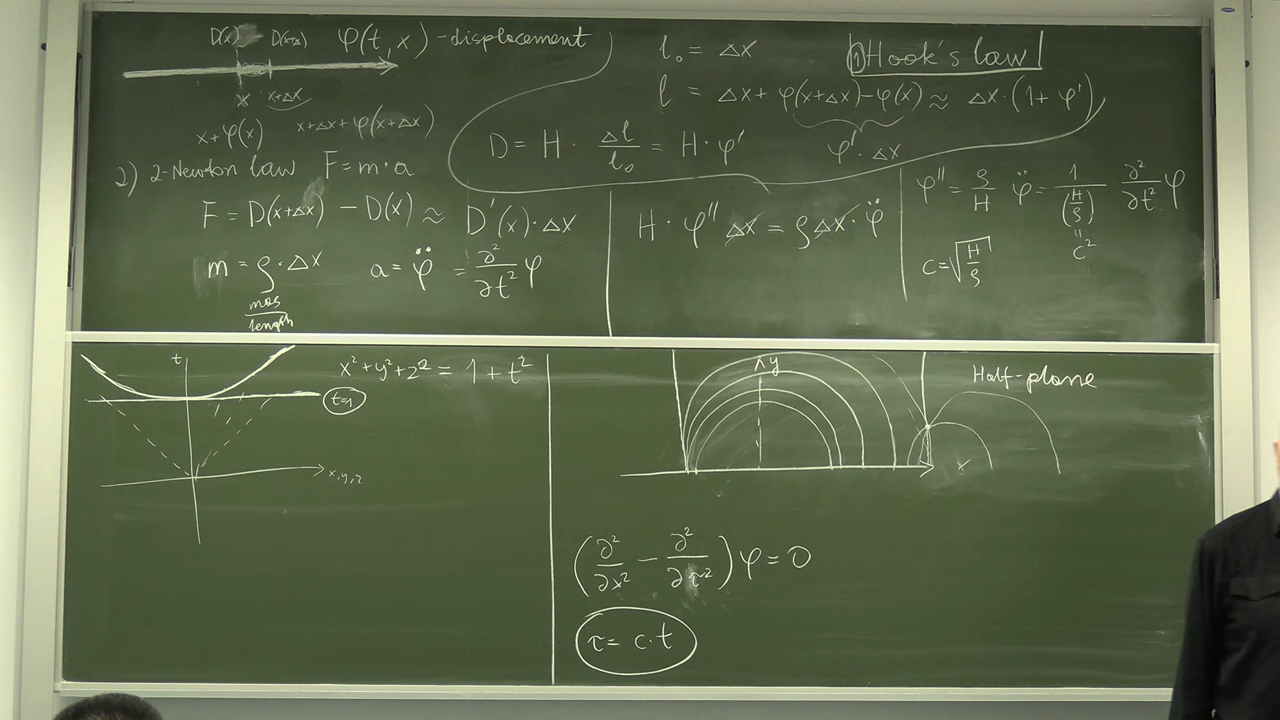 D(x) D(x+Δx) φ(t, x) - displacement
x x+Δx
x+φ(x) x+Δx+φ(x+Δx)
l₀ = Δx
1) Hook's law
l = Δx + φ(x+Δx) - φ(x) ≈ Δx·(1+φ')
φ'·Δx
D = H · Δl/l₀ = H·φ'
2) 2-Newton law F = m·a
F = D(x+Δx) - D(x) ≈ D'(x)·Δx
m = ρ·Δx a = φ̈ = ∂²/∂t² φ
mas/length
H·φ'' Δx = ρΔx·φ̈
φ'' = ρ/H φ̈ = 1/(H/ρ) ∂²/∂t² φ
"
c²
c = √(H/ρ)
t
x²+y²+z² = 1+t²
t=1
x,y,z
y
Half-plane
x
(∂²/∂x² - ∂²/∂τ²)φ = 0
τ = c·t